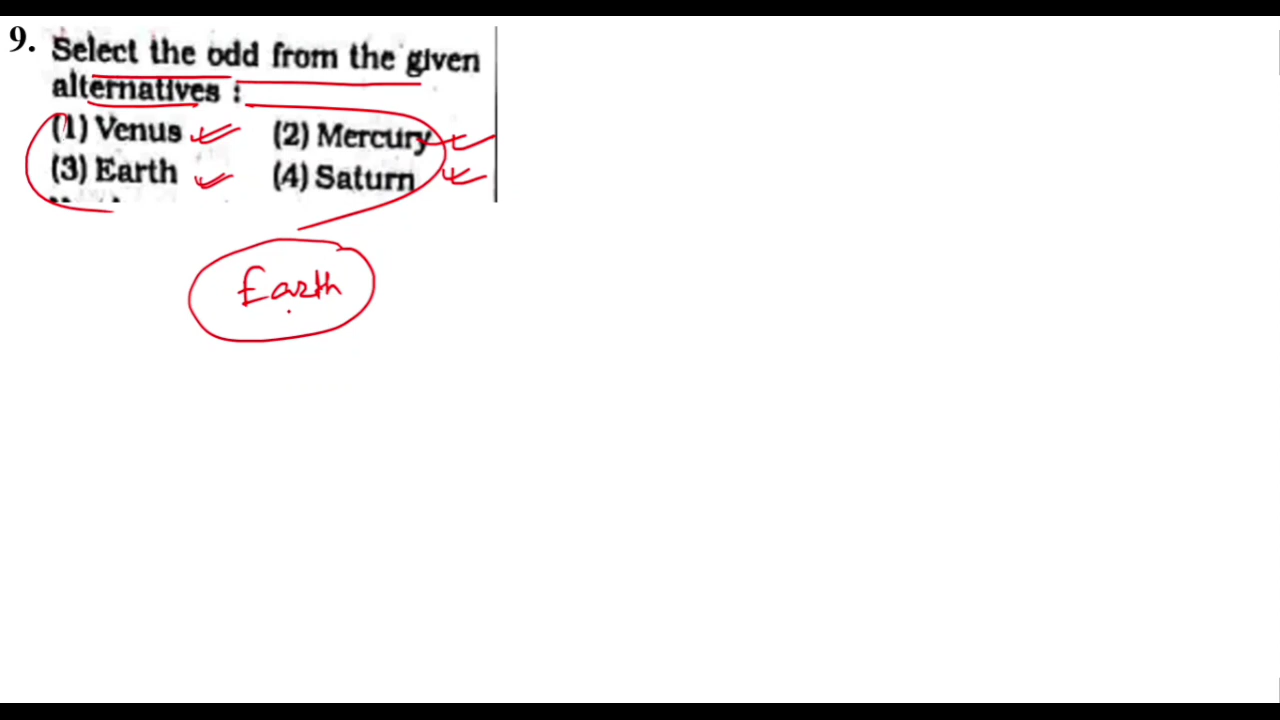 9. Select the odd from the given
alternatives :
(1) Venus (2) Mercury
(3) Earth (4) Saturn
Earth